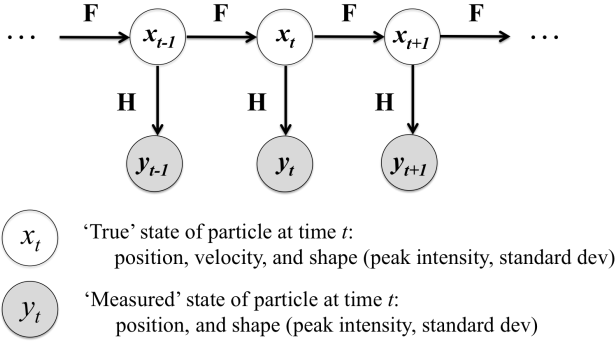 F F F F
... x_{t-1} x_t x_{t+1} ...
H H H
y_{t-1} y_t y_{t+1}
x_t ‘True’ state of particle at time t:
position, velocity, and shape (peak intensity, standard dev)
y_t ‘Measured’ state of particle at time t:
position, and shape (peak intensity, standard dev)